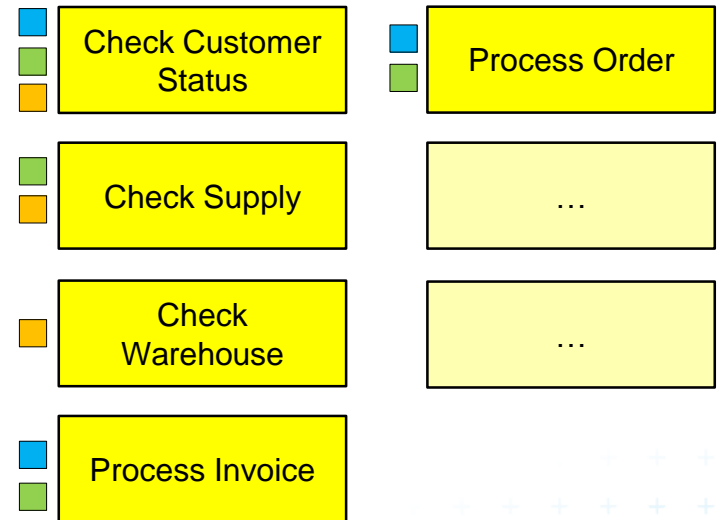 Check Customer
Status
Process Order
Check Supply
…
Check
Warehouse
…
Process Invoice